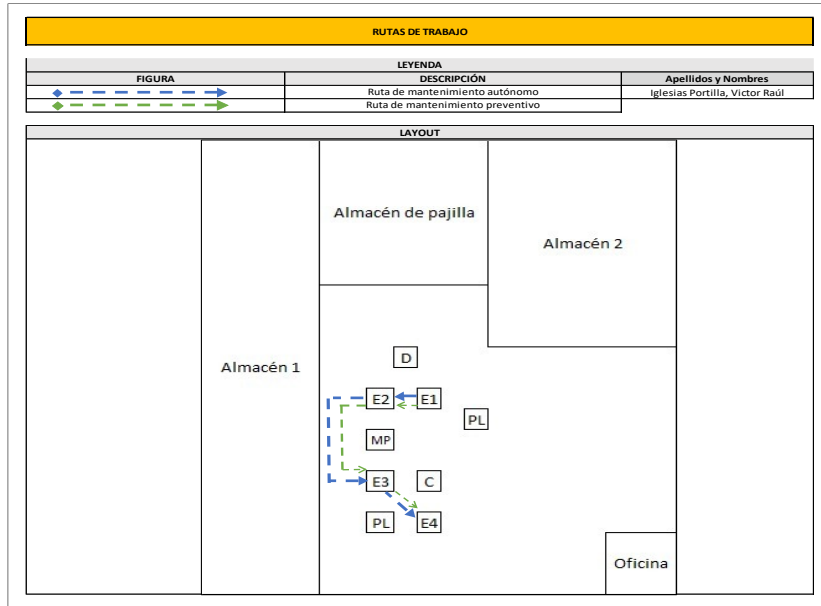 RUTAS DE TRABAJO
LEYENDA
FIGURA DESCRIPCIÓN Apellidos y Nombres
Ruta de mantenimiento autónomo Iglesias Portilla, Victor Raúl
Ruta de mantenimiento preventivo
LAYOUT
Almacén de pajilla
Almacén 2
Almacén 1
D
E2 E1
PL
MP
E3 C
PL E4
Oficina